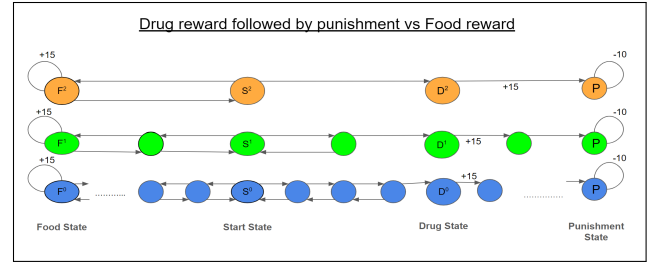 Drug reward followed by punishment vs Food reward
+15
-10
F²
S²
D²
+15
P
+15
-10
F¹
S¹
D¹
+15
P
+15
-10
F⁰
S⁰
D⁰
+15
P
Food State
Start State
Drug State
Punishment
State